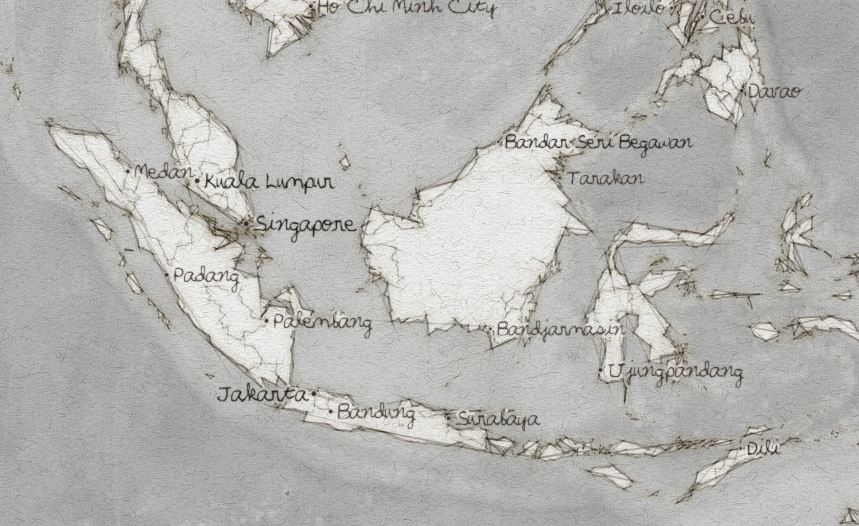 Ho Chi Minh City
Iloilo
Cebu
Davao
Bandar Seri Begawan
Medan
Kuala Lumpur
Tarakan
Singapore
Padang
Palembang
Bandjarmasin
Ujungpandang
Jakarta
Bandung
Surabaya
Dili